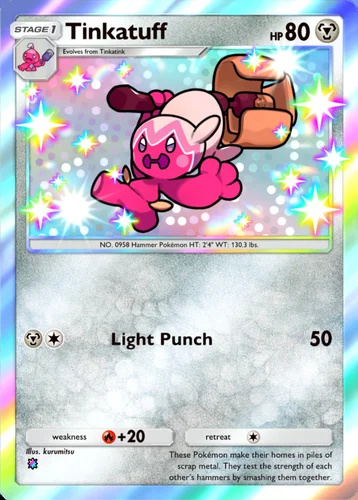 STAGE 1
Tinkatuff
HP 80
Evolves from Tinkatink
NO. 0958 Hammer Pokémon HT: 2'4" WT: 130.3 lbs.
Light Punch 50
weakness +20 retreat
Illus. kurumitsu
These Pokémon make their homes in piles of
scrap metal. They test the strength of each
other's hammers by smashing them together.